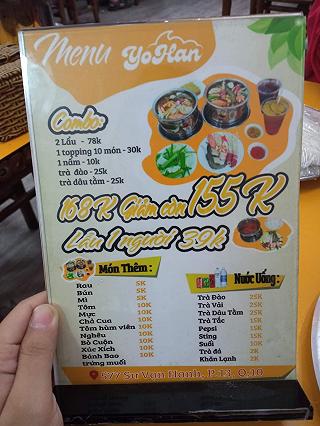 Menu YoHan
Combo:
2 Lẩu - 78k
1 topping 10 món - 30k
1 nấm - 10k
trà đào - 25k
trà dâu tằm - 25k
168K Giảm còn 155K
Lẩu 1 người 39k
Món Thêm:
Rau 5K
Bún 5K
Mì 5K
Tôm 10K
Mực 10K
Chả Cua 10K
Tôm hùm viên 10K
Nghêu 10K
Bò Cuộn 10K
Xúc Xích 10K
Bánh Bao 10K
trứng muối
Nước Uống:
Trà Đào 25K
Trà Vải 25K
Trà Dâu Tằm 25K
Trà Tắc 15K
Pepsi 15K
Sting 15K
Suối 10K
Trà đá 2K
Khăn Lạnh 2K
577 Sư Vạn Hạnh, P.13, Q.10